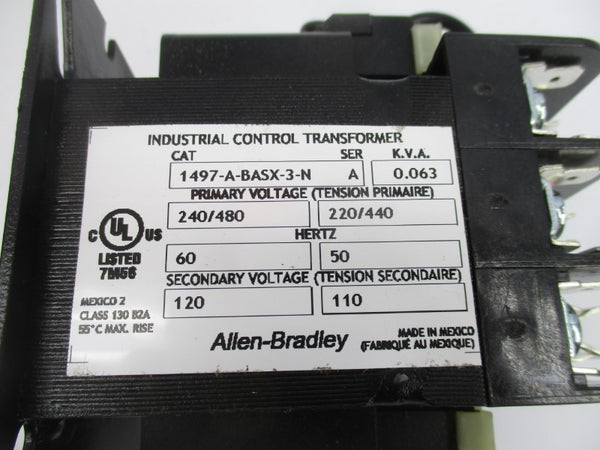 INDUSTRIAL CONTROL TRANSFORMER
CAT SER K.V.A.
1497-A-BASX-3-N A 0.063
PRIMARY VOLTAGE (TENSION PRIMAIRE)
240/480 220/440
HERTZ
60 50
SECONDARY VOLTAGE (TENSION SECONDAIRE)
120 110
C UL US
LISTED
7M56
MEXICO 2
CLASS 130 B2A
55°C MAX. RISE
Allen-Bradley
MADE IN MEXICO
(FABRIQUÉ AU MEXIQUE)